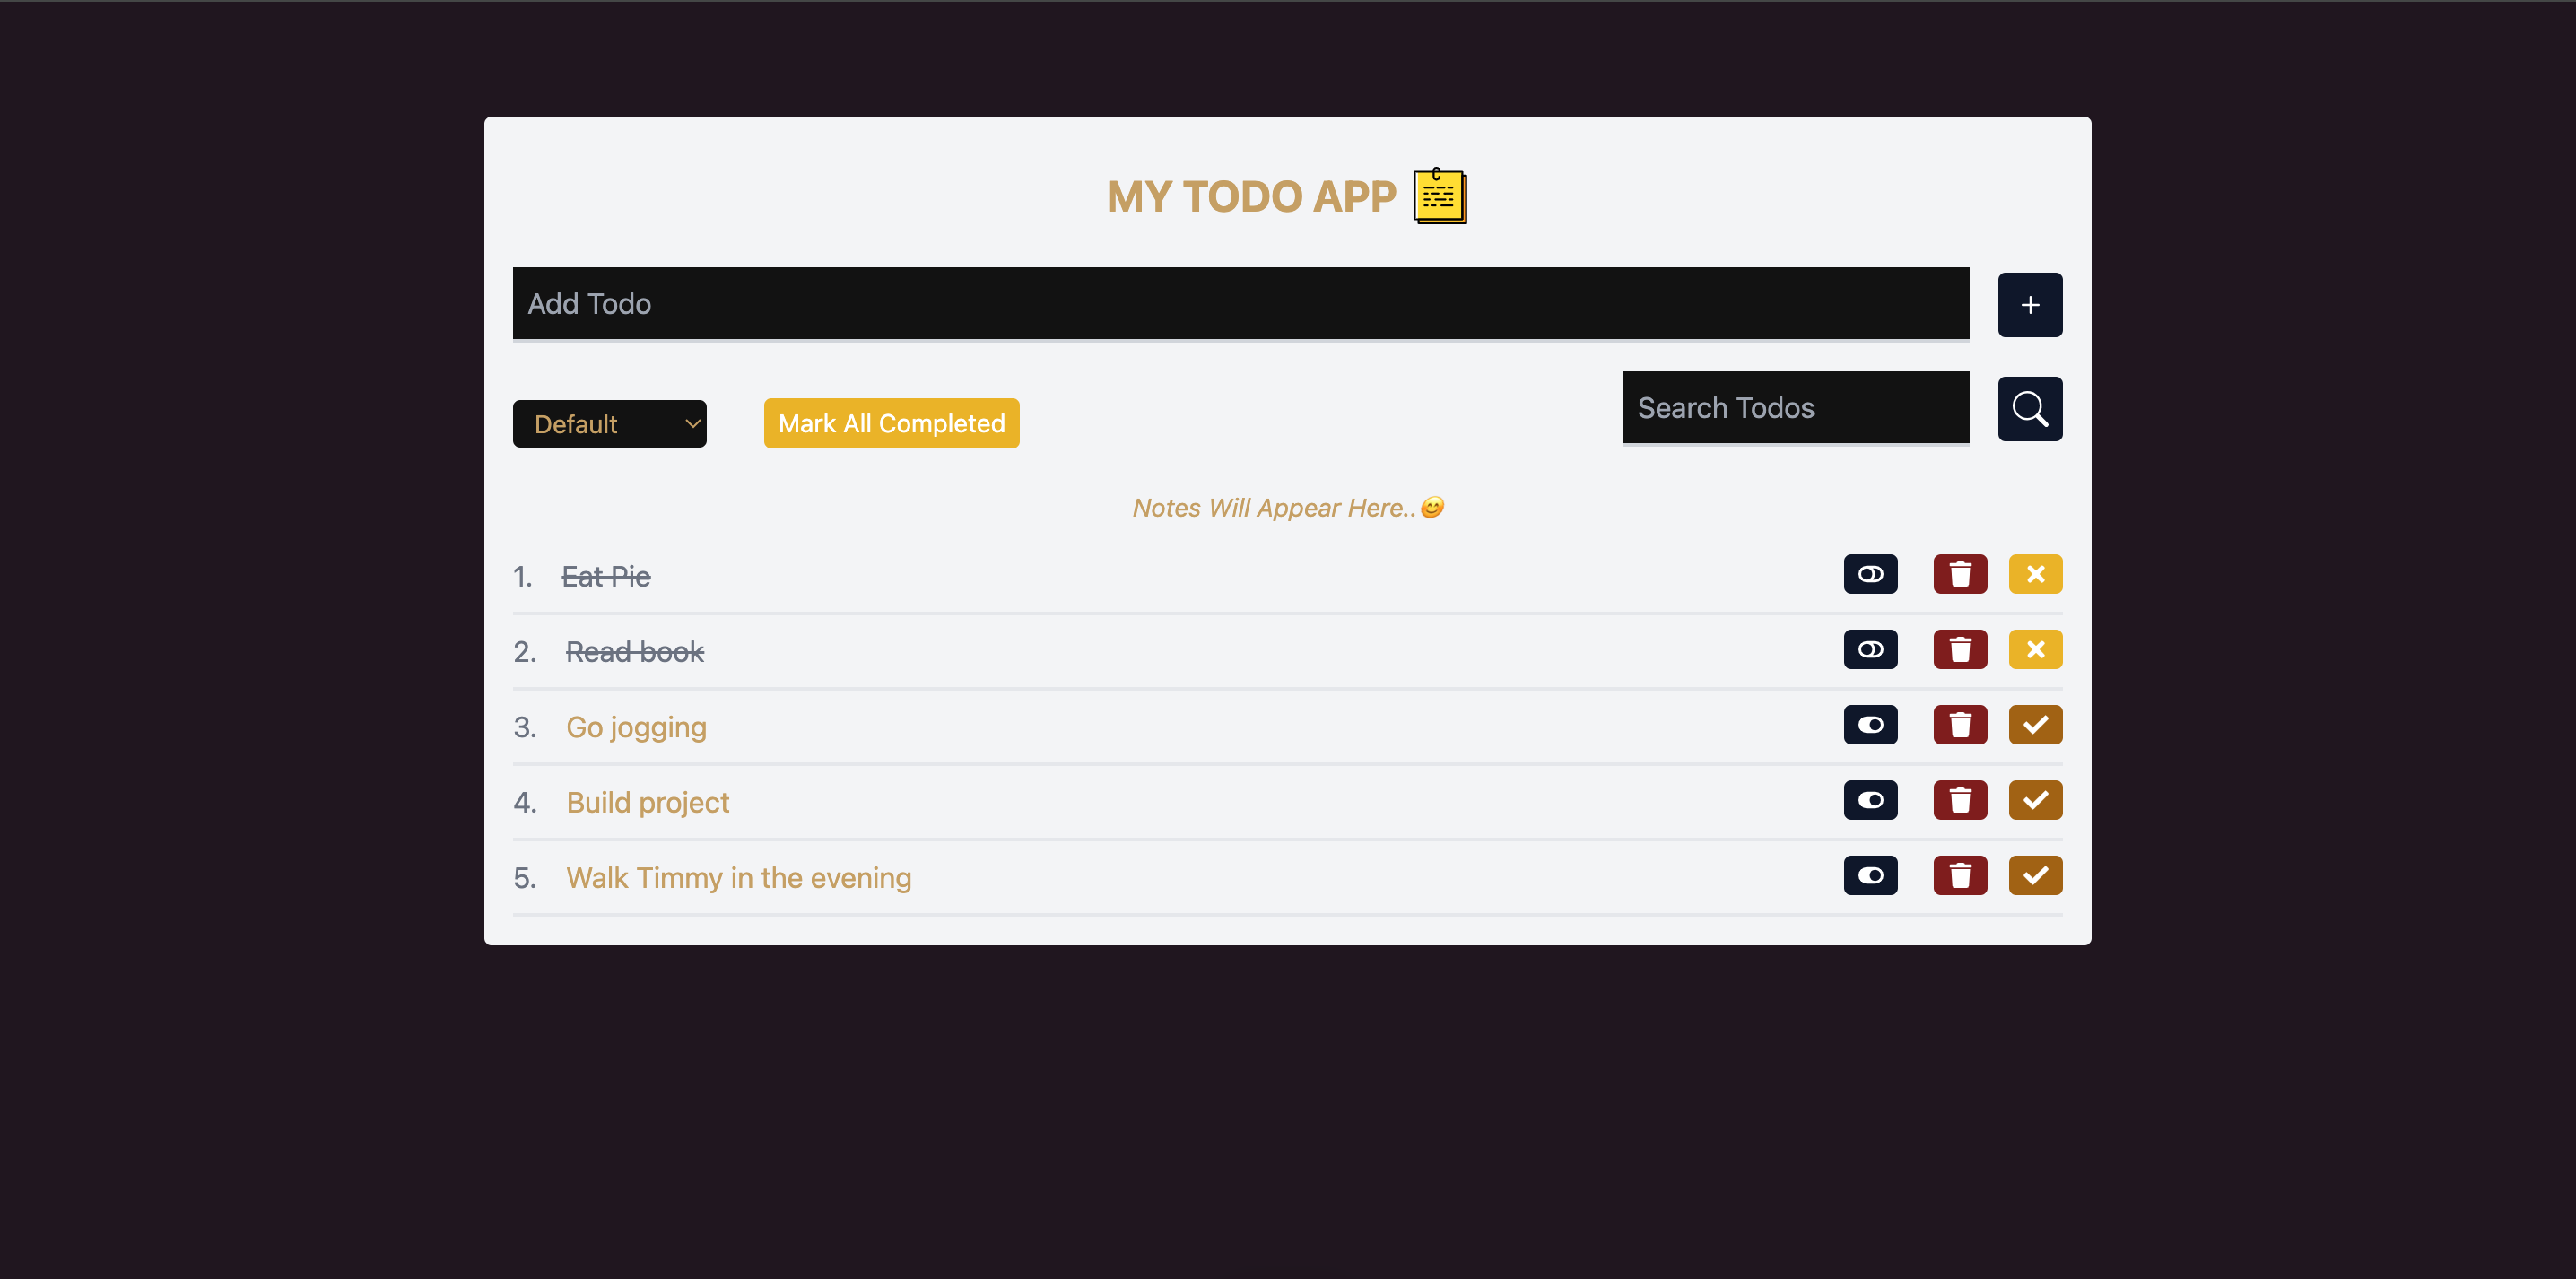 MY TODO APP
Add Todo
Default
Mark All Completed
Search Todos
Notes Will Appear Here..😊
1. Eat Pie
2. Read book
3. Go jogging
4. Build project
5. Walk Timmy in the evening